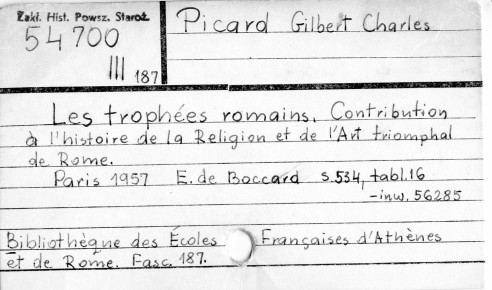 Zakł. Hist. Powsz. Staroż.
54700
III 187
Picard Gilbert Charles
Les trophées romains. Contribution
à l'histoire de la Religion et de l'Art triomphal
de Rome.
Paris 1957 E. de Boccard s. 534, tabl. 16
- inw. 56285
Bibliothèque des Écoles Françaises d'Athènes
et de Rome. Fasc. 187.